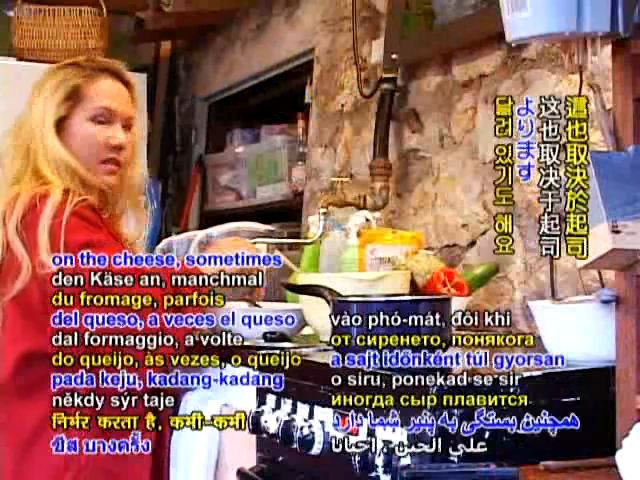 on the cheese, sometimes
den Käse an, manchmal
du fromage, parfois
del queso, a veces el queso
dal formaggio, a volte
do queijo, às vezes, o queijo
pada keju, kadang-kadang
někdy sýr taje
निर्भर करता है, कभी-कभी
ชีส บางครั้ง
vào phó-mát, đôi khi
от сиренето, понякога
a sajt időnként túl gyorsan
o siru, ponekad se sir
иногда сыр плавится
همچنین بستگی به پنیر شما دارد
على الجبن . أحيانا
這也取決於起司
这也取决于起司
よります
달려 있기도 해요